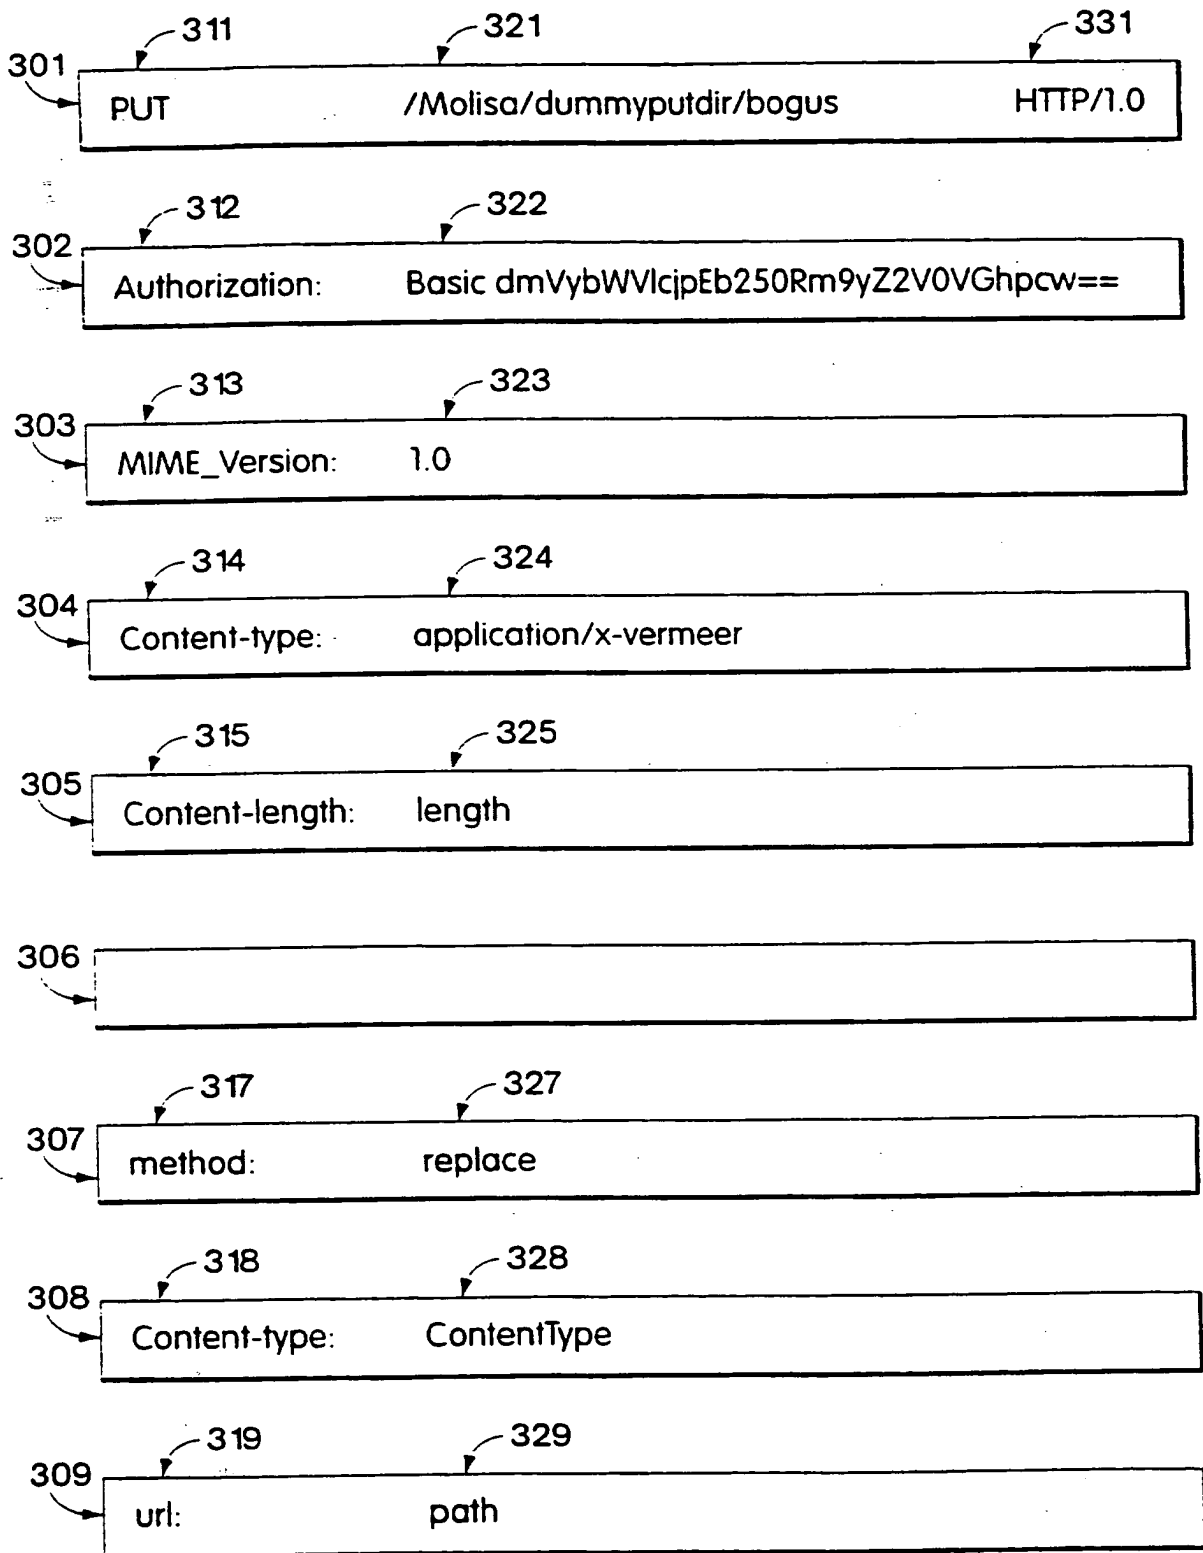 311 321 331
301
PUT /Molisa/dummyputdir/bogus HTTP/1.0
312 322
302
Authorization: Basic dmVybWVlcjpEb250Rm9yZ2V0VGhpcw==
313 323
303
MIME_Version: 1.0
314 324
304
Content-type: application/x-vermeer
315 325
305
Content-length: length
306
317 327
307
method: replace
318 328
308
Content-type: ContentType
319 329
309
url: path